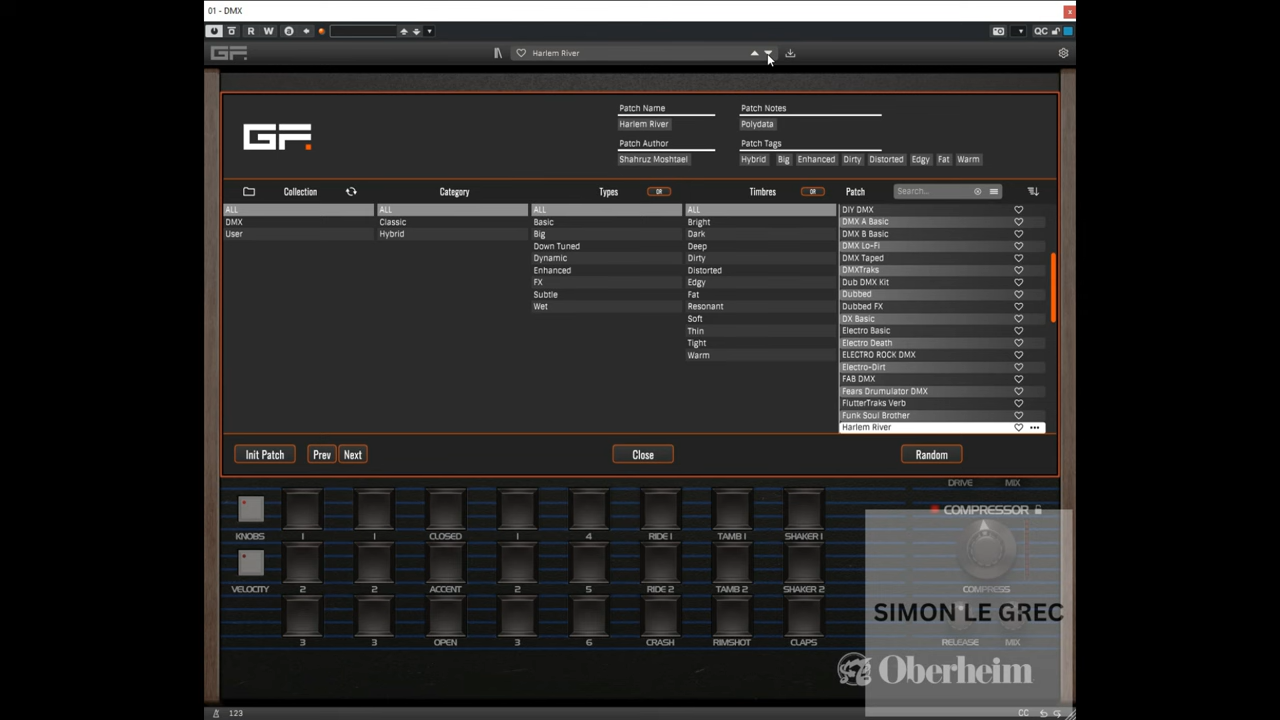 01 - DMX
R W
QC
GF.
Harlem River
GF.
Patch Name
Harlem River
Patch Author
Shahruz Moshtael
Patch Notes
Polydata
Patch Tags
Hybrid Big Enhanced Dirty Distorted Edgy Fat Warm
Collection
ALL
DMX
User
Category
ALL
Classic
Hybrid
Types OR
ALL
Basic
Big
Down Tuned
Dynamic
Enhanced
FX
Subtle
Wet
Timbres OR
ALL
Bright
Dark
Deep
Dirty
Distorted
Edgy
Fat
Resonant
Soft
Thin
Tight
Warm
Patch Search...
DIY DMX
DMX A Basic
DMX B Basic
DMX Lo-Fi
DMX Taped
DMXTraks
Dub DMX Kit
Dubbed
Dubbed FX
DX Basic
Electro Basic
Electro Death
ELECTRO ROCK DMX
Electro-Dirt
FAB DMX
Fears Drumulator DMX
FlutterTraks Verb
Funk Soul Brother
Harlem River
Init Patch Prev Next Close Random
DRIVE MIX
COMPRESSOR
KNOBS 1 1 CLOSED 1 4 RIDE 1 TAMB 1 SHAKER 1
VELOCITY 2 2 ACCENT 2 5 RIDE 2 TAMB 2 SHAKER 2
COMPRESS
3 3 OPEN 3 6 CRASH RIMSHOT CLAPS
SIMON LE GREC
RELEASE MIX
Oberheim
123
CC